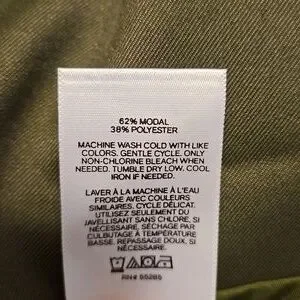 62% MODAL
38% POLYESTER
MACHINE WASH COLD WITH LIKE
COLORS. GENTLE CYCLE. ONLY
NON-CHLORINE BLEACH WHEN
NEEDED. TUMBLE DRY LOW. COOL
IRON IF NEEDED.
LAVER À LA MACHINE À L'EAU
FROIDE AVEC COULEURS
SIMILAIRES. CYCLE DÉLICAT.
UTILISEZ SEULEMENT DU
JAVELLISANT SANS CHLORE, SI
NÉCESSAIRE. SÉCHAGE PAR
CULBUTAGE À TEMPÉRATURE
BASSE. REPASSAGE DOUX, SI
NÉCESSAIRE.
RN# 55285